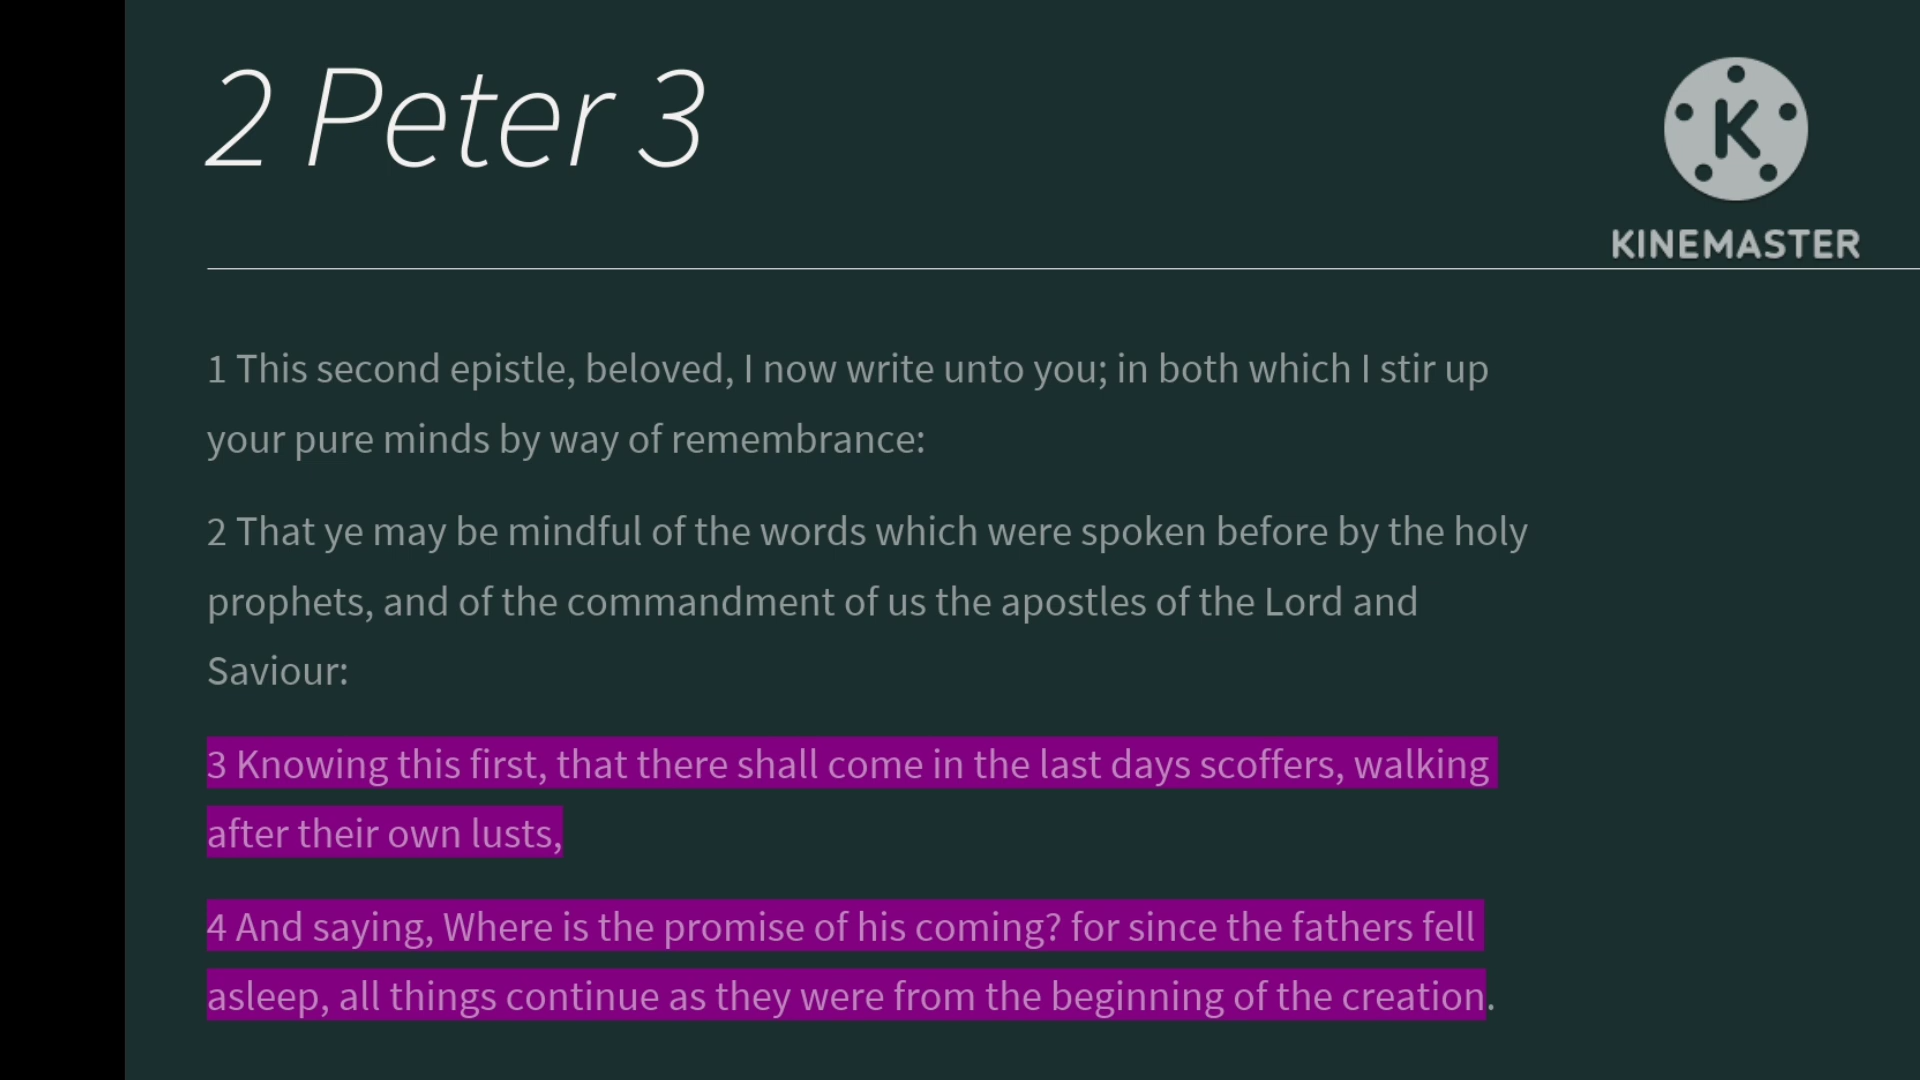 2 Peter 3
K
KINEMASTER
1 This second epistle, beloved, I now write unto you; in both which I stir up
your pure minds by way of remembrance:
2 That ye may be mindful of the words which were spoken before by the holy
prophets, and of the commandment of us the apostles of the Lord and
Saviour:
3 Knowing this first, that there shall come in the last days scoffers, walking
after their own lusts,
4 And saying, Where is the promise of his coming? for since the fathers fell
asleep, all things continue as they were from the beginning of the creation.